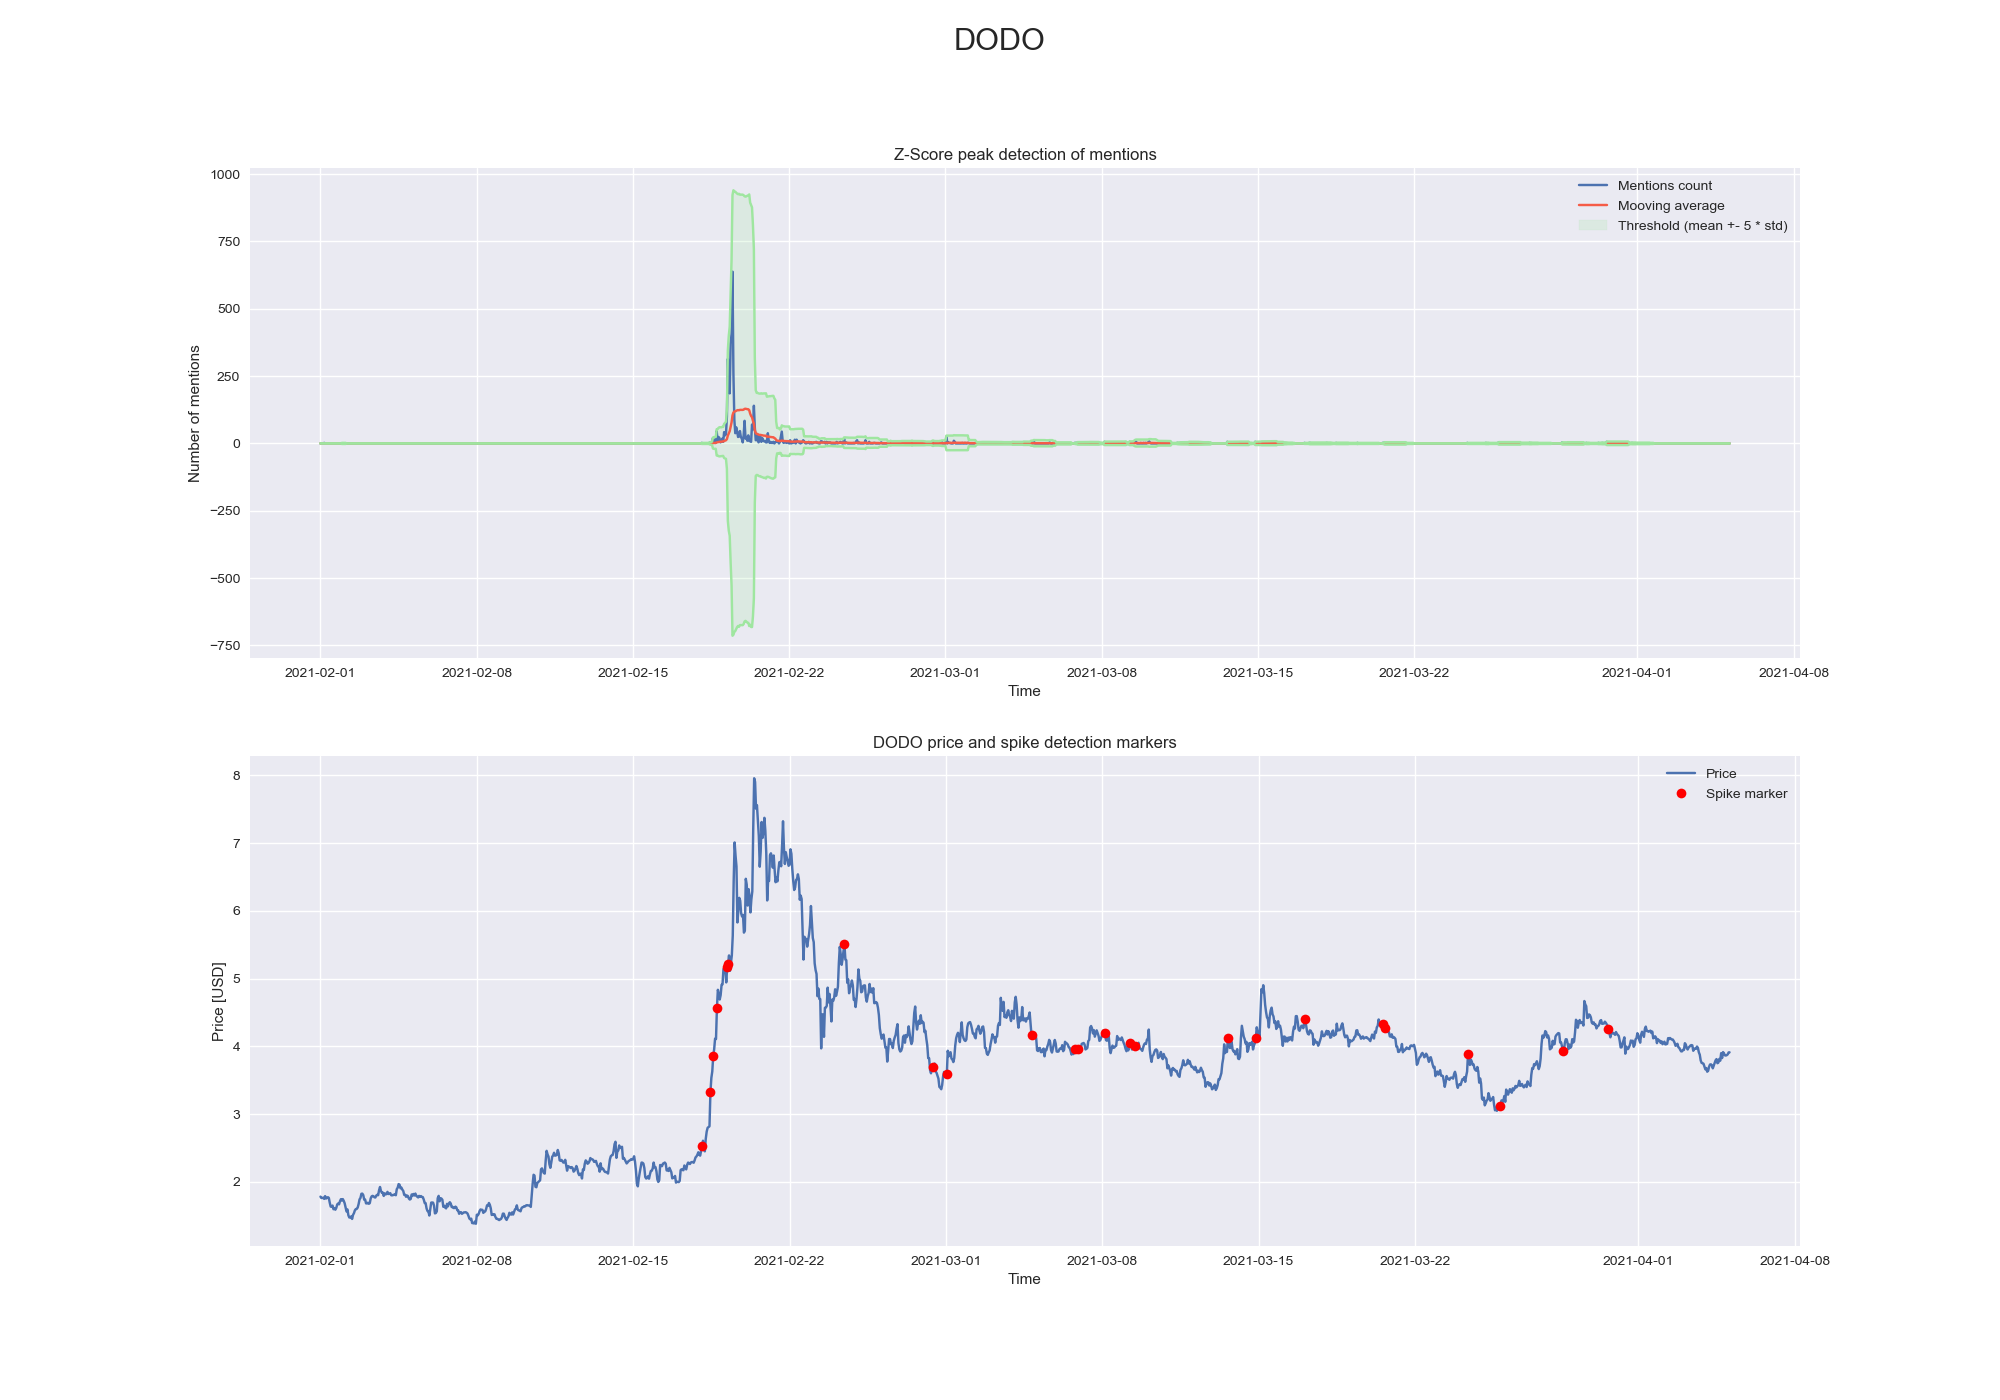 DODO
Z-Score peak detection of mentions
1000
750
500
250
0
−250
−500
−750
Number of mentions
Mentions count
Mooving average
Threshold (mean +- 5 * std)
2021-02-01 2021-02-08 2021-02-15 2021-02-22 2021-03-01 2021-03-08 2021-03-15 2021-03-22 2021-04-01 2021-04-08
Time
DODO price and spike detection markers
8
7
6
5
4
3
2
Price [USD]
Price
Spike marker
2021-02-01 2021-02-08 2021-02-15 2021-02-22 2021-03-01 2021-03-08 2021-03-15 2021-03-22 2021-04-01 2021-04-08
Time